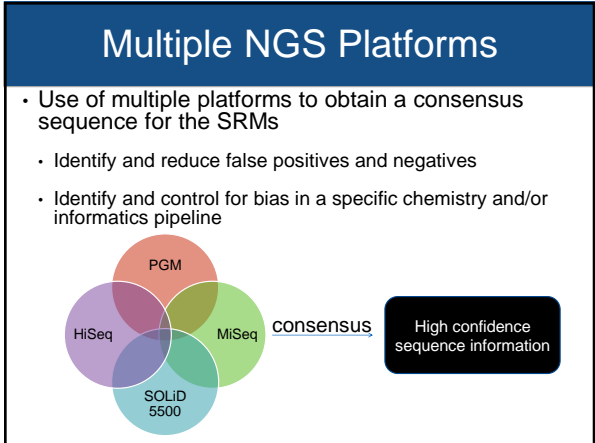 Multiple NGS Platforms
• Use of multiple platforms to obtain a consensus
sequence for the SRMs
• Identify and reduce false positives and negatives
• Identify and control for bias in a specific chemistry and/or
informatics pipeline
PGM
HiSeq
MiSeq
SOLiD
5500
consensus
High confidence
sequence information